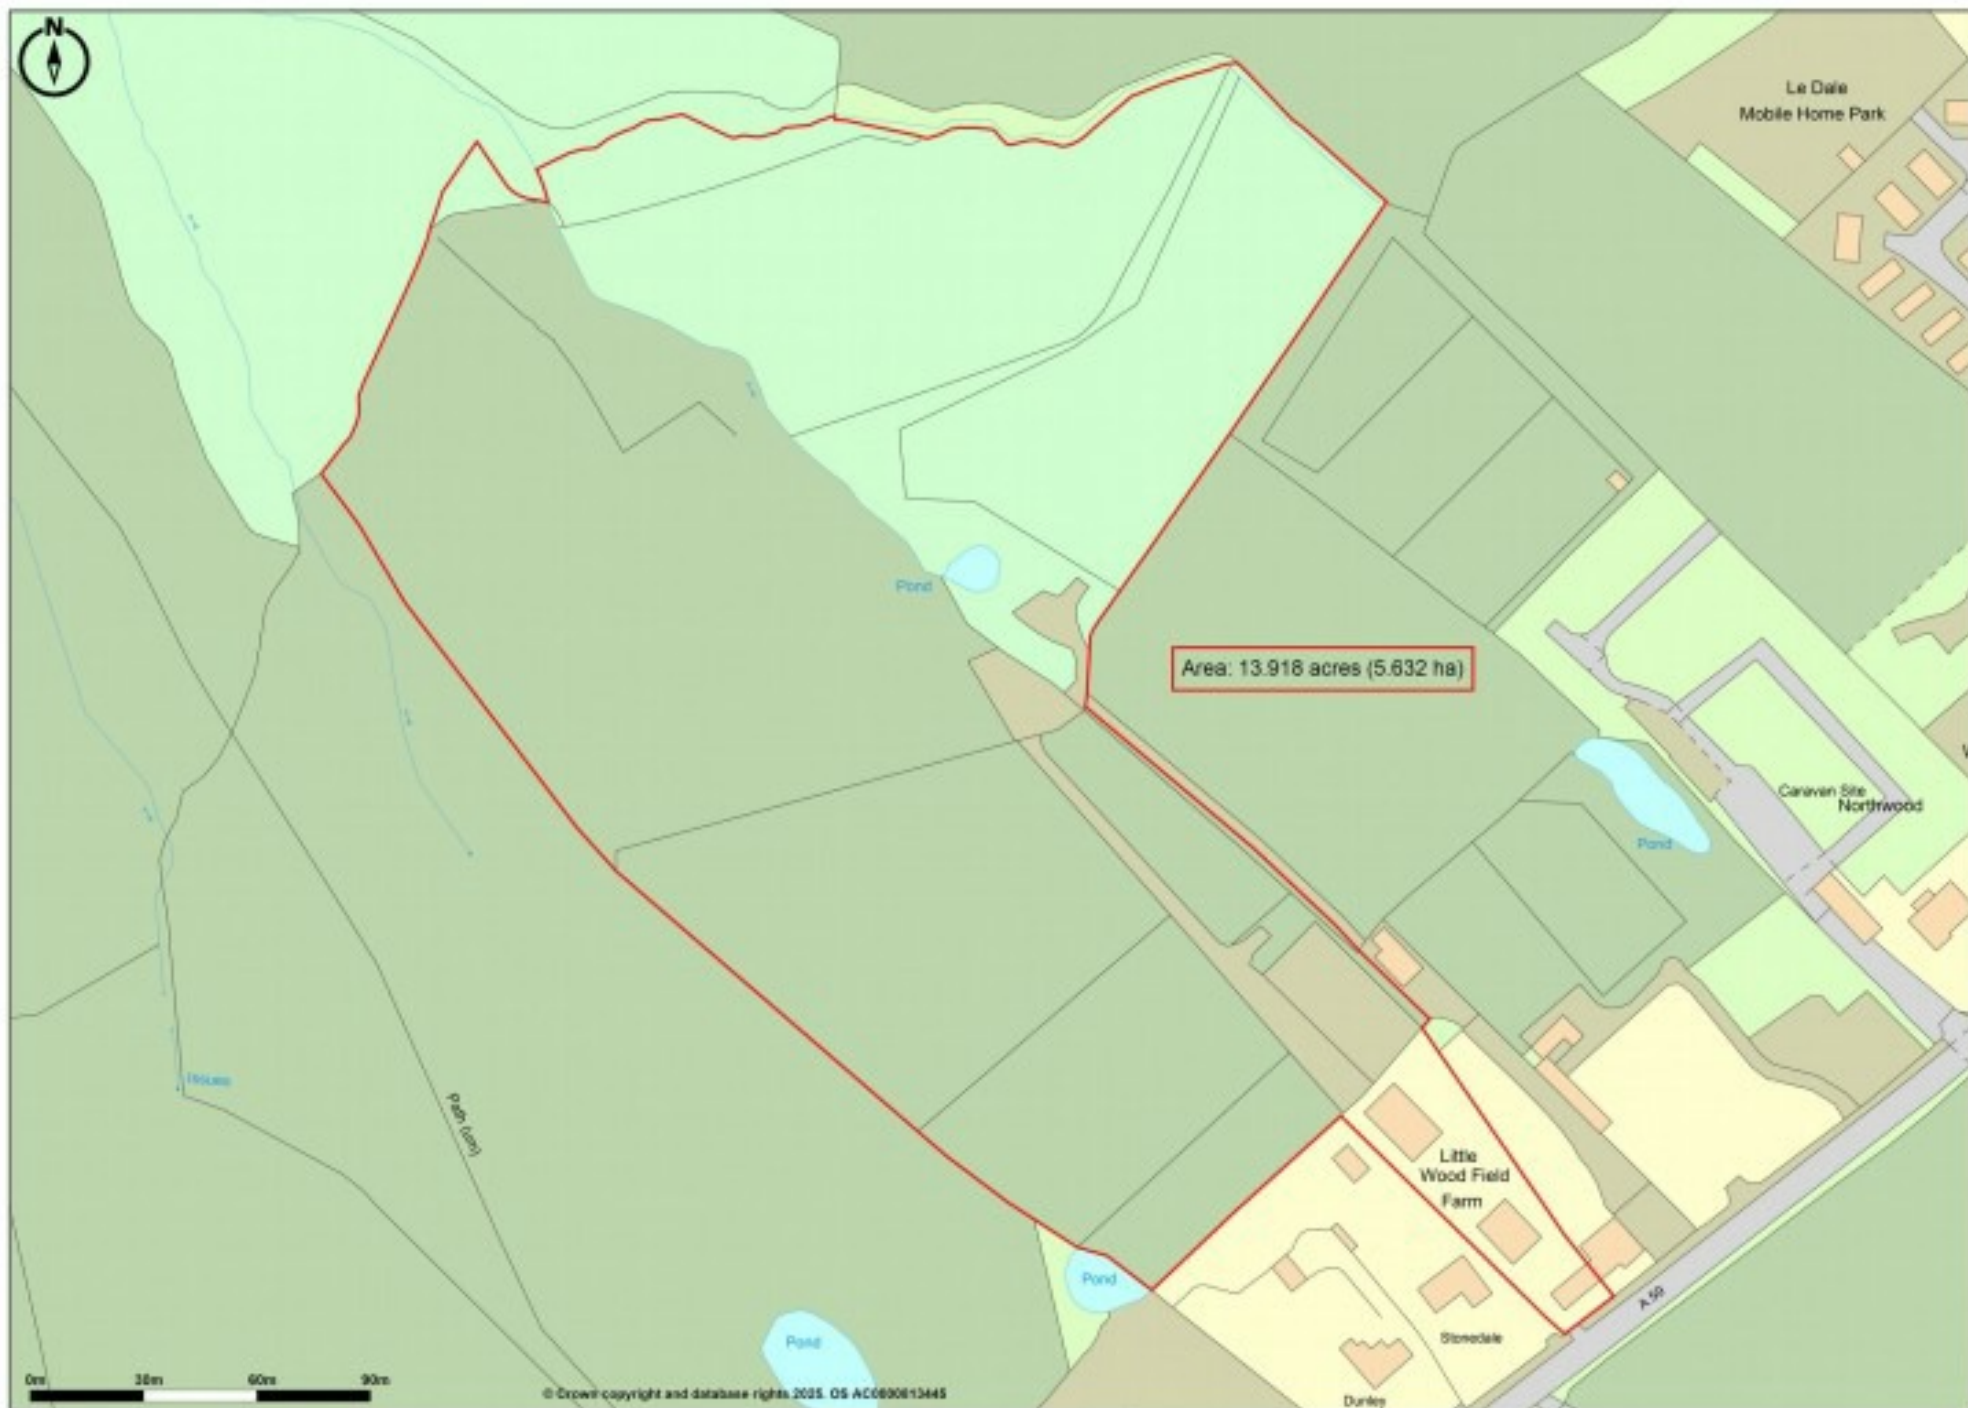 N
Le Dale
Mobile Home Park
Pond
Area: 13.918 acres (5.632 ha)
Caravan Site
Northwood
Pond
Issues
Path (um)
Little
Wood Field
Farm
Pond
A 50
Pond
Stonedale
Dunley
0m 30m 60m 90m
© Crown copyright and database rights 2025. OS AC0000813445